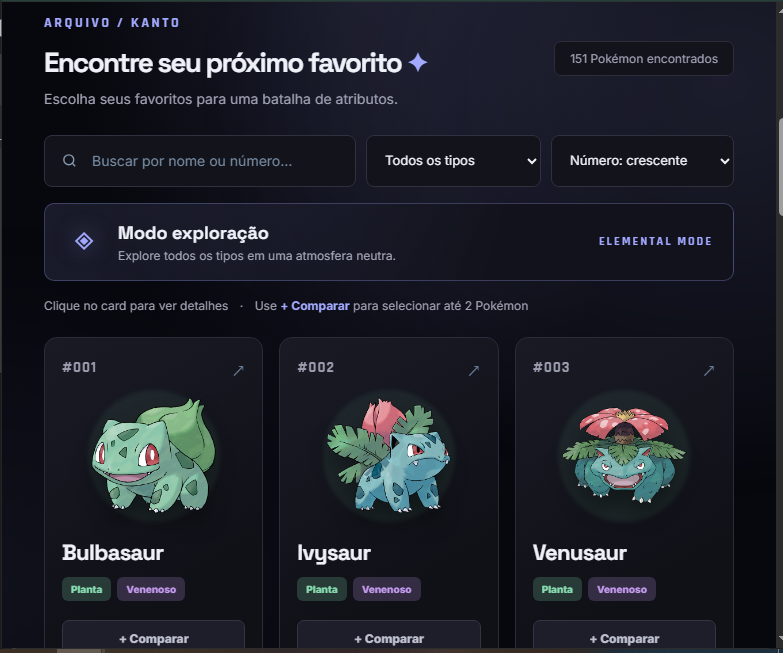 ARQUIVO / KANTO
Encontre seu próximo favorito
151 Pokémon encontrados
Escolha seus favoritos para uma batalha de atributos.
Buscar por nome ou número...
Todos os tipos
Número: crescente
Modo exploração
Explore todos os tipos em uma atmosfera neutra.
ELEMENTAL MODE
Clique no card para ver detalhes · Use + Comparar para selecionar até 2 Pokémon
#001
#002
#003
Bulbasaur
Ivysaur
Venusaur
Planta Venenoso
Planta Venenoso
Planta Venenoso
+ Comparar
+ Comparar
+ Comparar